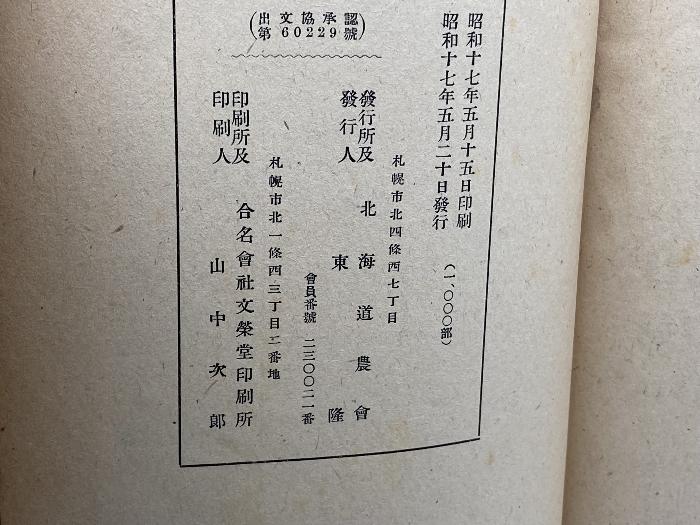 昭和十七年五月十五日印刷
昭和十七年五月二十日發行
(一、〇〇〇部)
(出文協承認
第60229號)
札幌市北四條西七丁目
發行所及
發行人
北海道農會
東隆
會員番號 二三〇〇二一番
札幌市北一條西三丁目二番地
印刷所及
印刷人
合名會社文榮堂印刷所
山中次郎